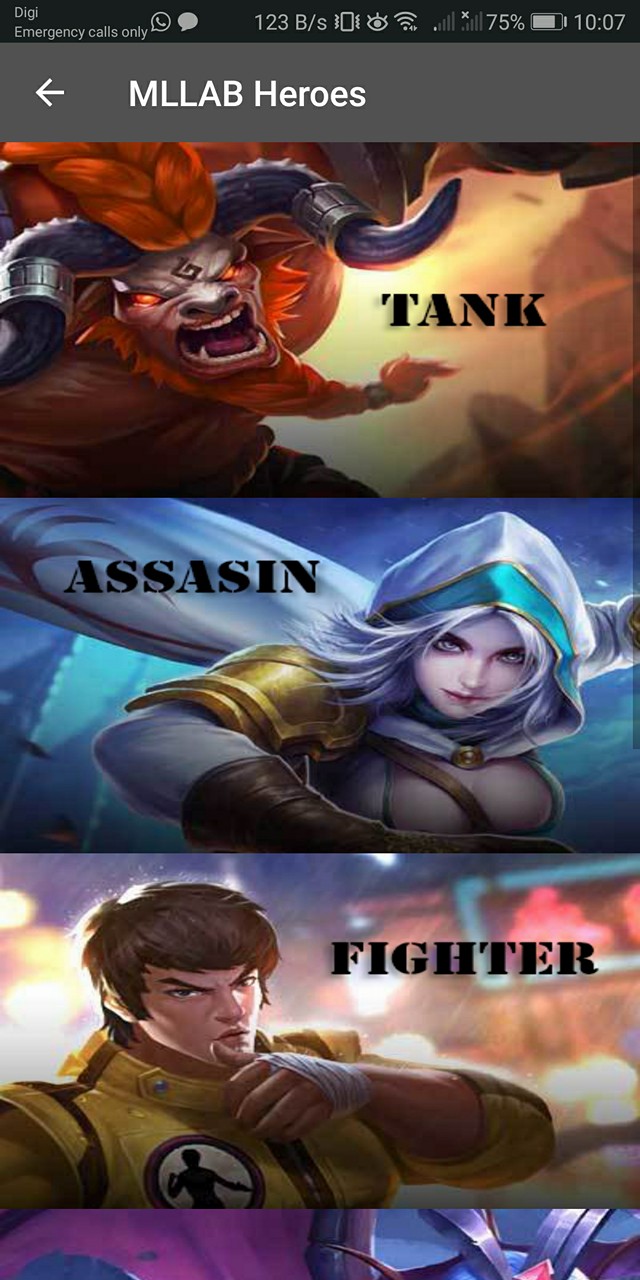 Digi
Emergency calls only
123 B/s
75%
10:07
MLLAB Heroes
TANK
ASSASIN
FIGHTER